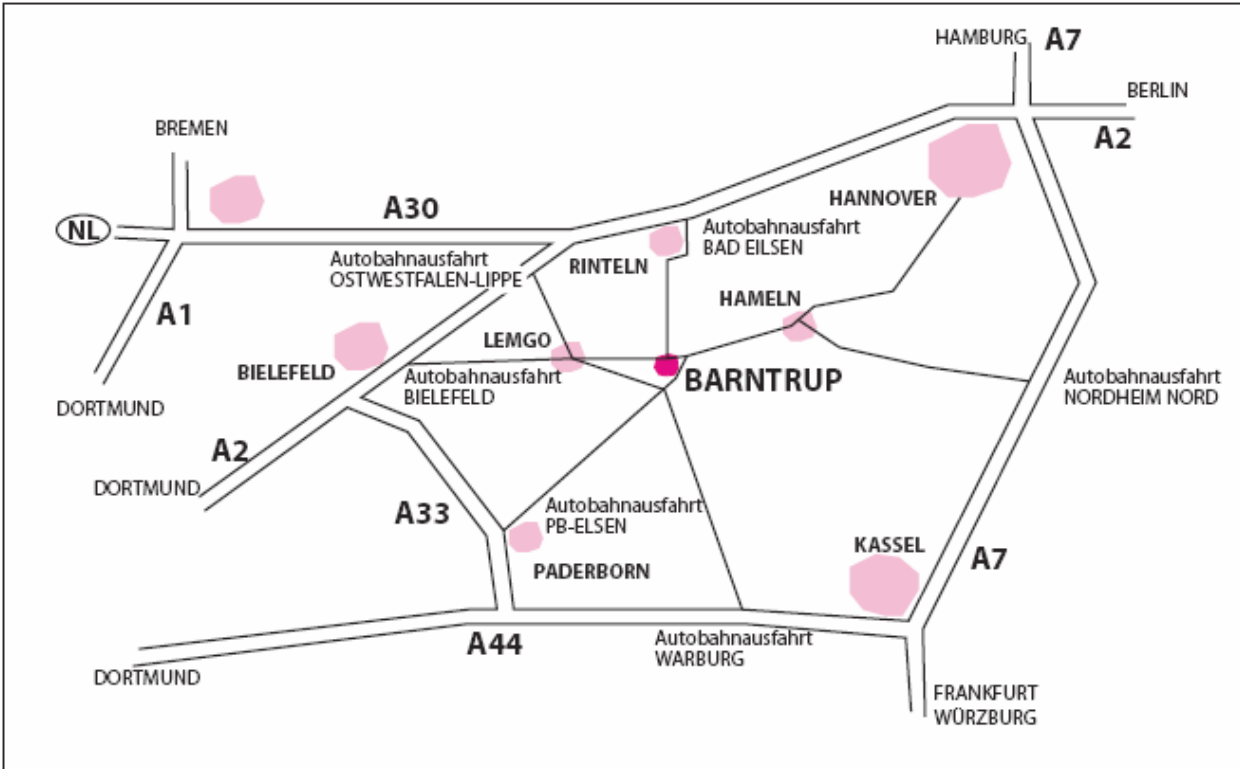 HAMBURG
A7
BERLIN
A2
BREMEN
HANNOVER
A30
NL
Autobahnausfahrt
BAD EILSEN
Autobahnausfahrt
OSTWESTFALEN-LIPPE
RINTELN
HAMELN
A1
LEMGO
BIELEFELD
Autobahnausfahrt
BIELEFELD
BARNTRUP
Autobahnausfahrt
NORDHEIM NORD
DORTMUND
A2
DORTMUND
A33
Autobahnausfahrt
PB-ELSEN
KASSEL
A7
PADERBORN
A44
Autobahnausfahrt
WARBURG
DORTMUND
FRANKFURT
WÜRZBURG